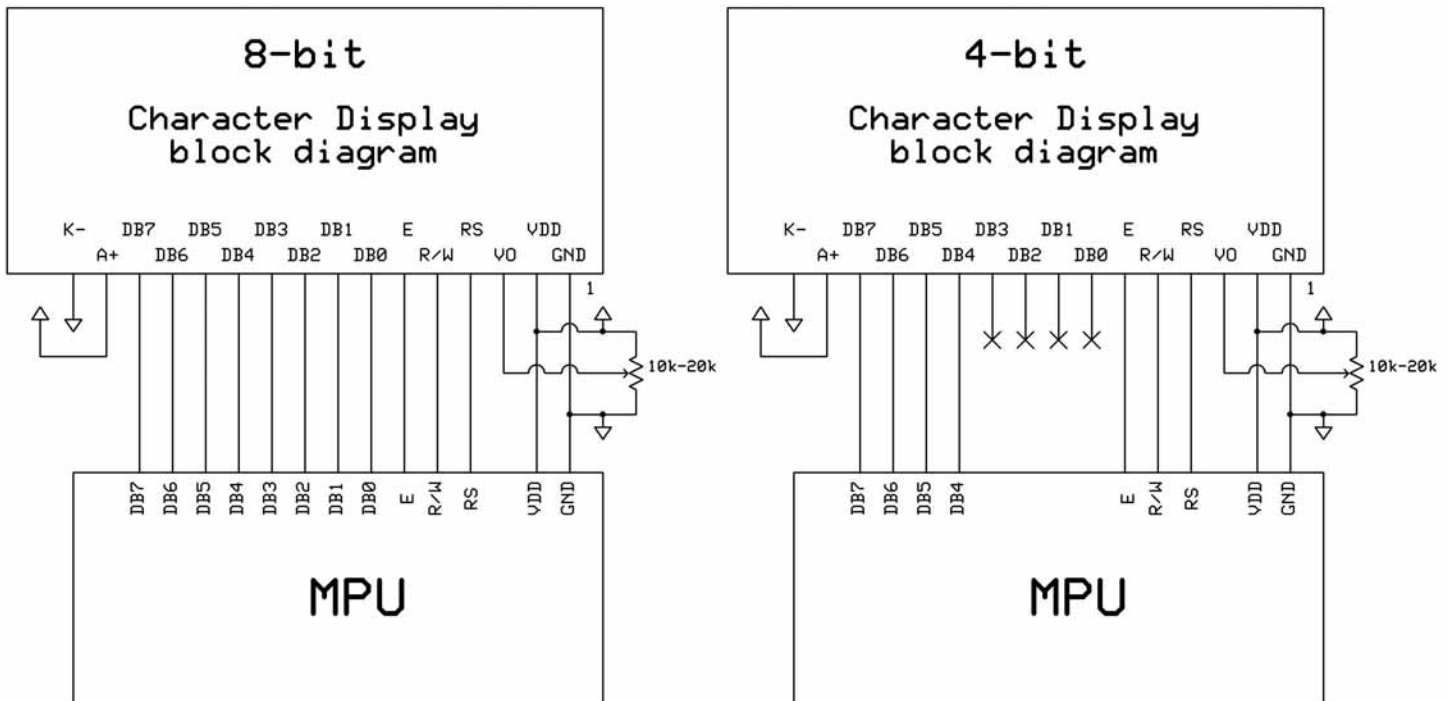 8-bit
Character Display
block diagram
K- DB7 DB5 DB3 DB1 E RS VDD
A+ DB6 DB4 DB2 DB0 R/W VO GND
1
10k-20k
DB7 DB6 DB5 DB4 DB3 DB2 DB1 DB0 E R/W RS VDD GND
MPU
4-bit
Character Display
block diagram
K- DB7 DB5 DB3 DB1 E RS VDD
A+ DB6 DB4 DB2 DB0 R/W VO GND
1
10k-20k
DB7 DB6 DB5 DB4 E R/W RS VDD GND
MPU